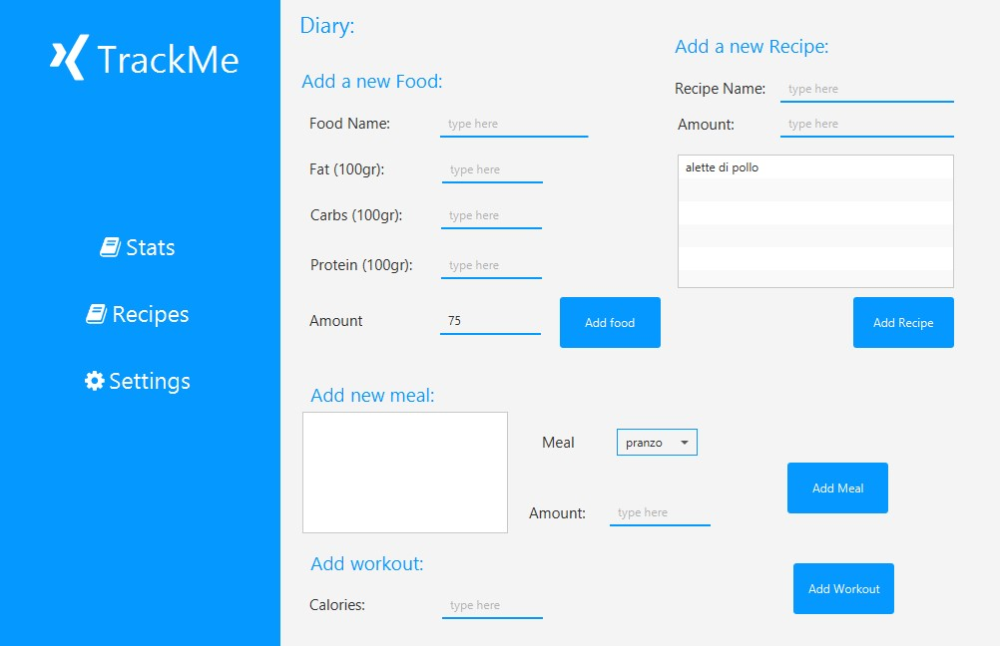 TrackMe
Stats
Recipes
Settings
Diary:
Add a new Food:
Food Name: type here
Fat (100gr): type here
Carbs (100gr): type here
Protein (100gr): type here
Amount 75 Add food
Add a new Recipe:
Recipe Name: type here
Amount: type here
alette di pollo
Add Recipe
Add new meal:
Meal pranzo
Amount: type here
Add Meal
Add workout:
Calories: type here
Add Workout